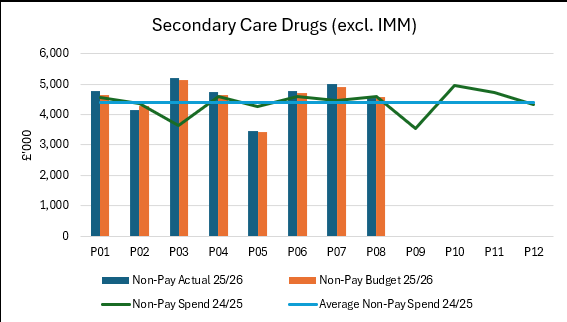 Secondary Care Drugs (excl. IMM)
£'000
6,000
5,000
4,000
3,000
2,000
1,000
0
P01 P02 P03 P04 P05 P06 P07 P08 P09 P10 P11 P12
Non-Pay Actual 25/26 Non-Pay Budget 25/26
Non-Pay Spend 24/25 Average Non-Pay Spend 24/25